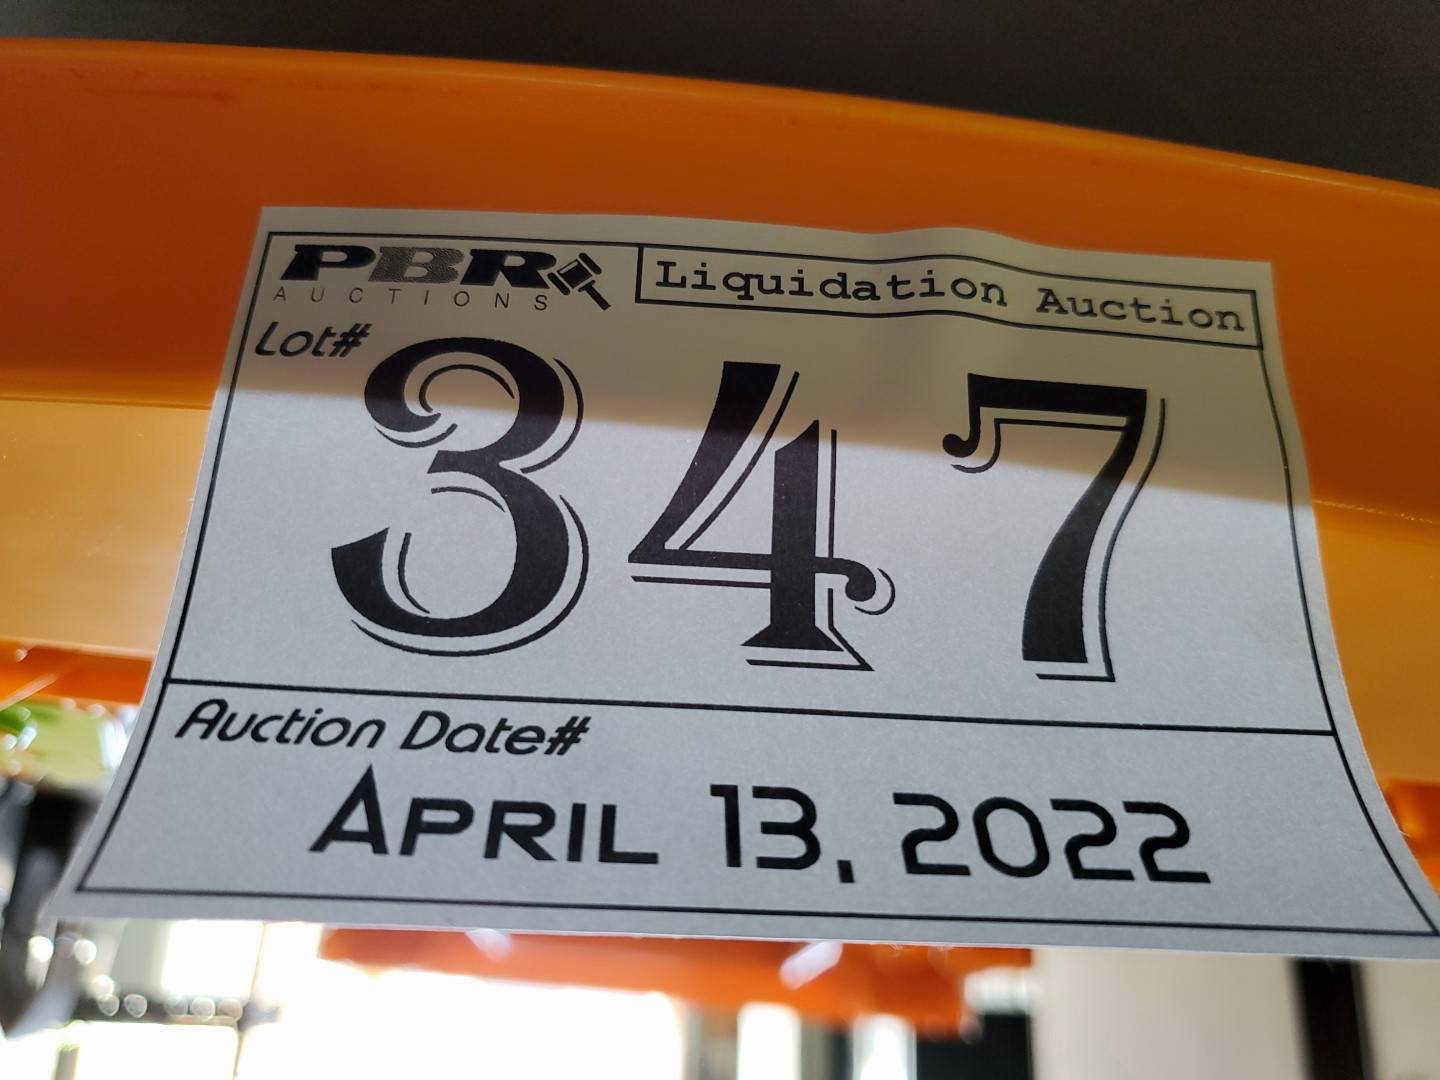 PBR
AUCTIONS
Liquidation Auction
Lot#
347
Auction Date#
APRIL 13, 2022